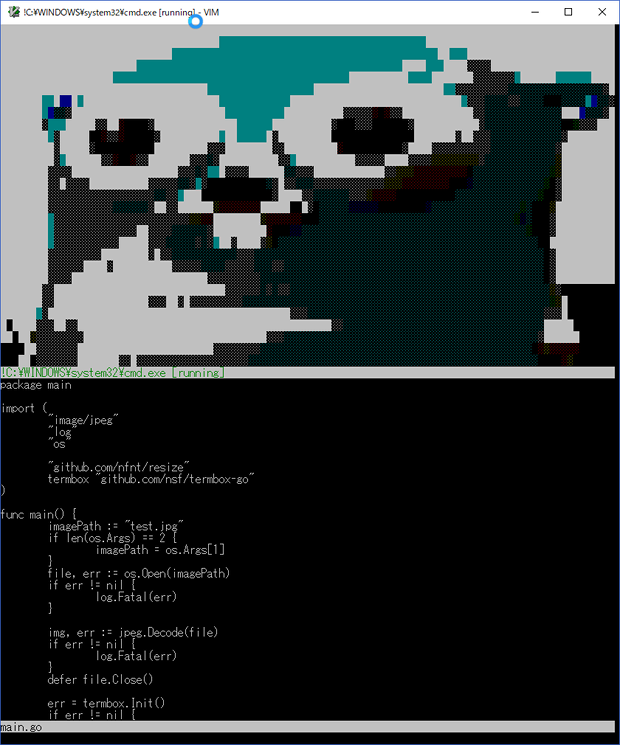 !C:¥WINDOWS¥system32¥cmd.exe [running] - VIM
!C:¥WINDOWS¥system32¥cmd.exe [running]
package main
import (
"image/jpeg"
"log"
"os"
"github.com/nfnt/resize"
termbox "github.com/nsf/termbox-go"
)
func main() {
imagePath := "test.jpg"
if len(os.Args) == 2 {
imagePath = os.Args[1]
}
file, err := os.Open(imagePath)
if err != nil {
log.Fatal(err)
}
img, err := jpeg.Decode(file)
if err != nil {
log.Fatal(err)
}
defer file.Close()
err = termbox.Init()
if err != nil {
main.go